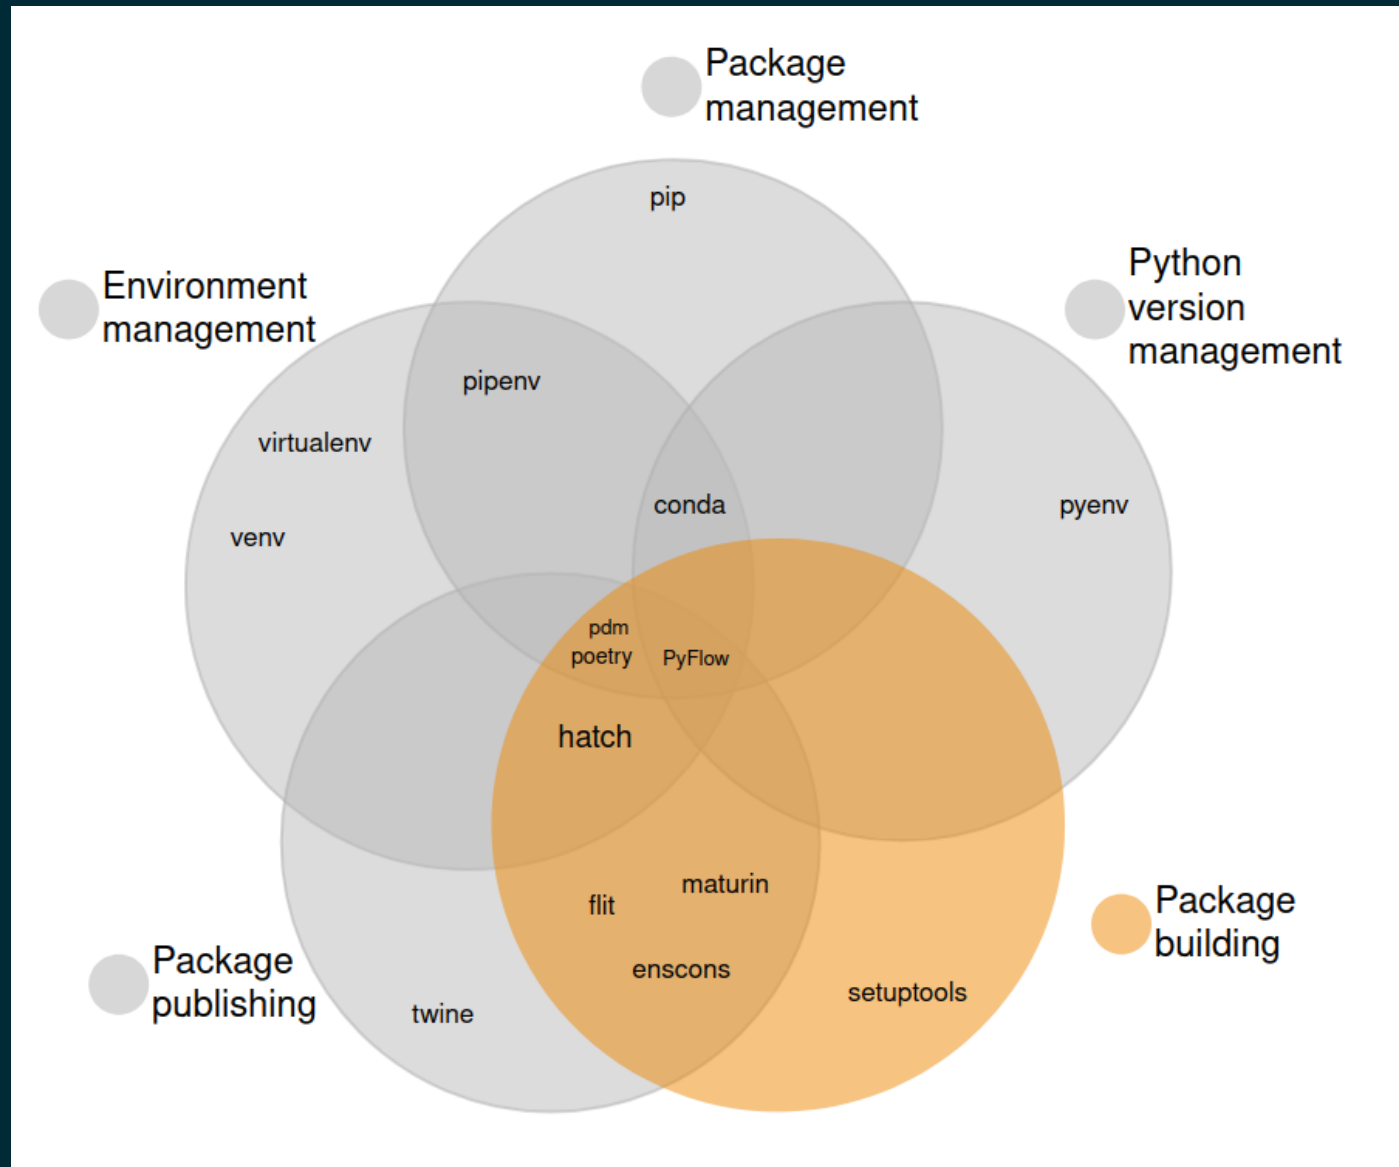 Package
management
pip
Environment
management
Python
version
management
pipenv
virtualenv
conda
pyenv
venv
pdm
poetry
PyFlow
hatch
maturin
flit
enscons
setuptools
Package
building
Package
publishing
twine